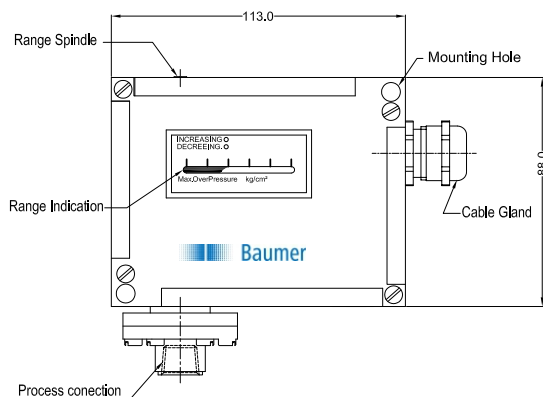 113.0
Range Spindle
Mounting Hole
INCREASING
DECREEING.
Max.OverPressure kg/cm²
Range Indication
88.0
Cable Gland
Baumer
Process conection